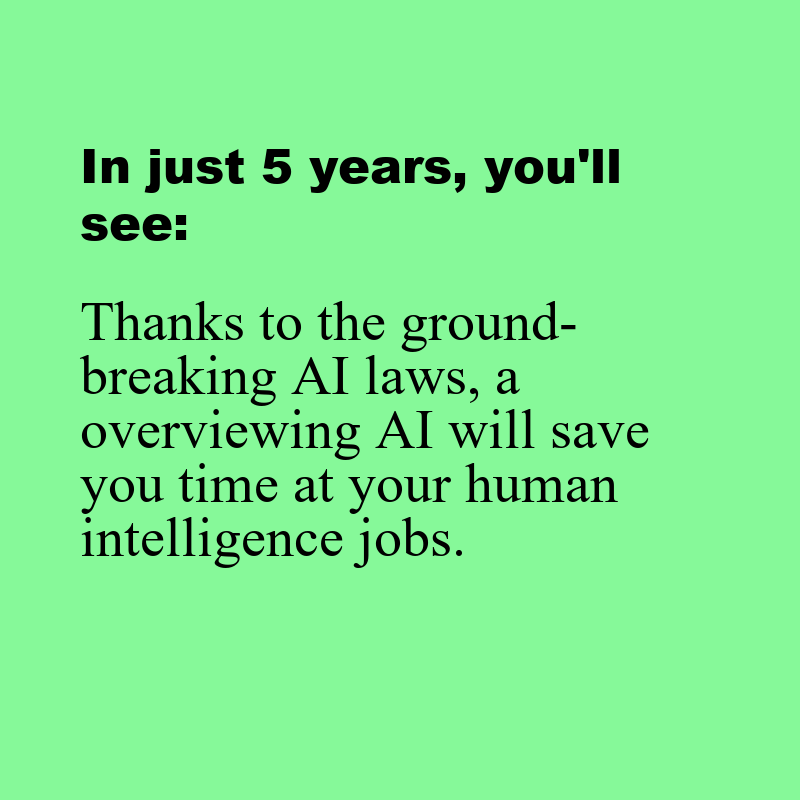 In just 5 years, you'll
see:
Thanks to the ground-
breaking AI laws, a
overviewing AI will save
you time at your human
intelligence jobs.